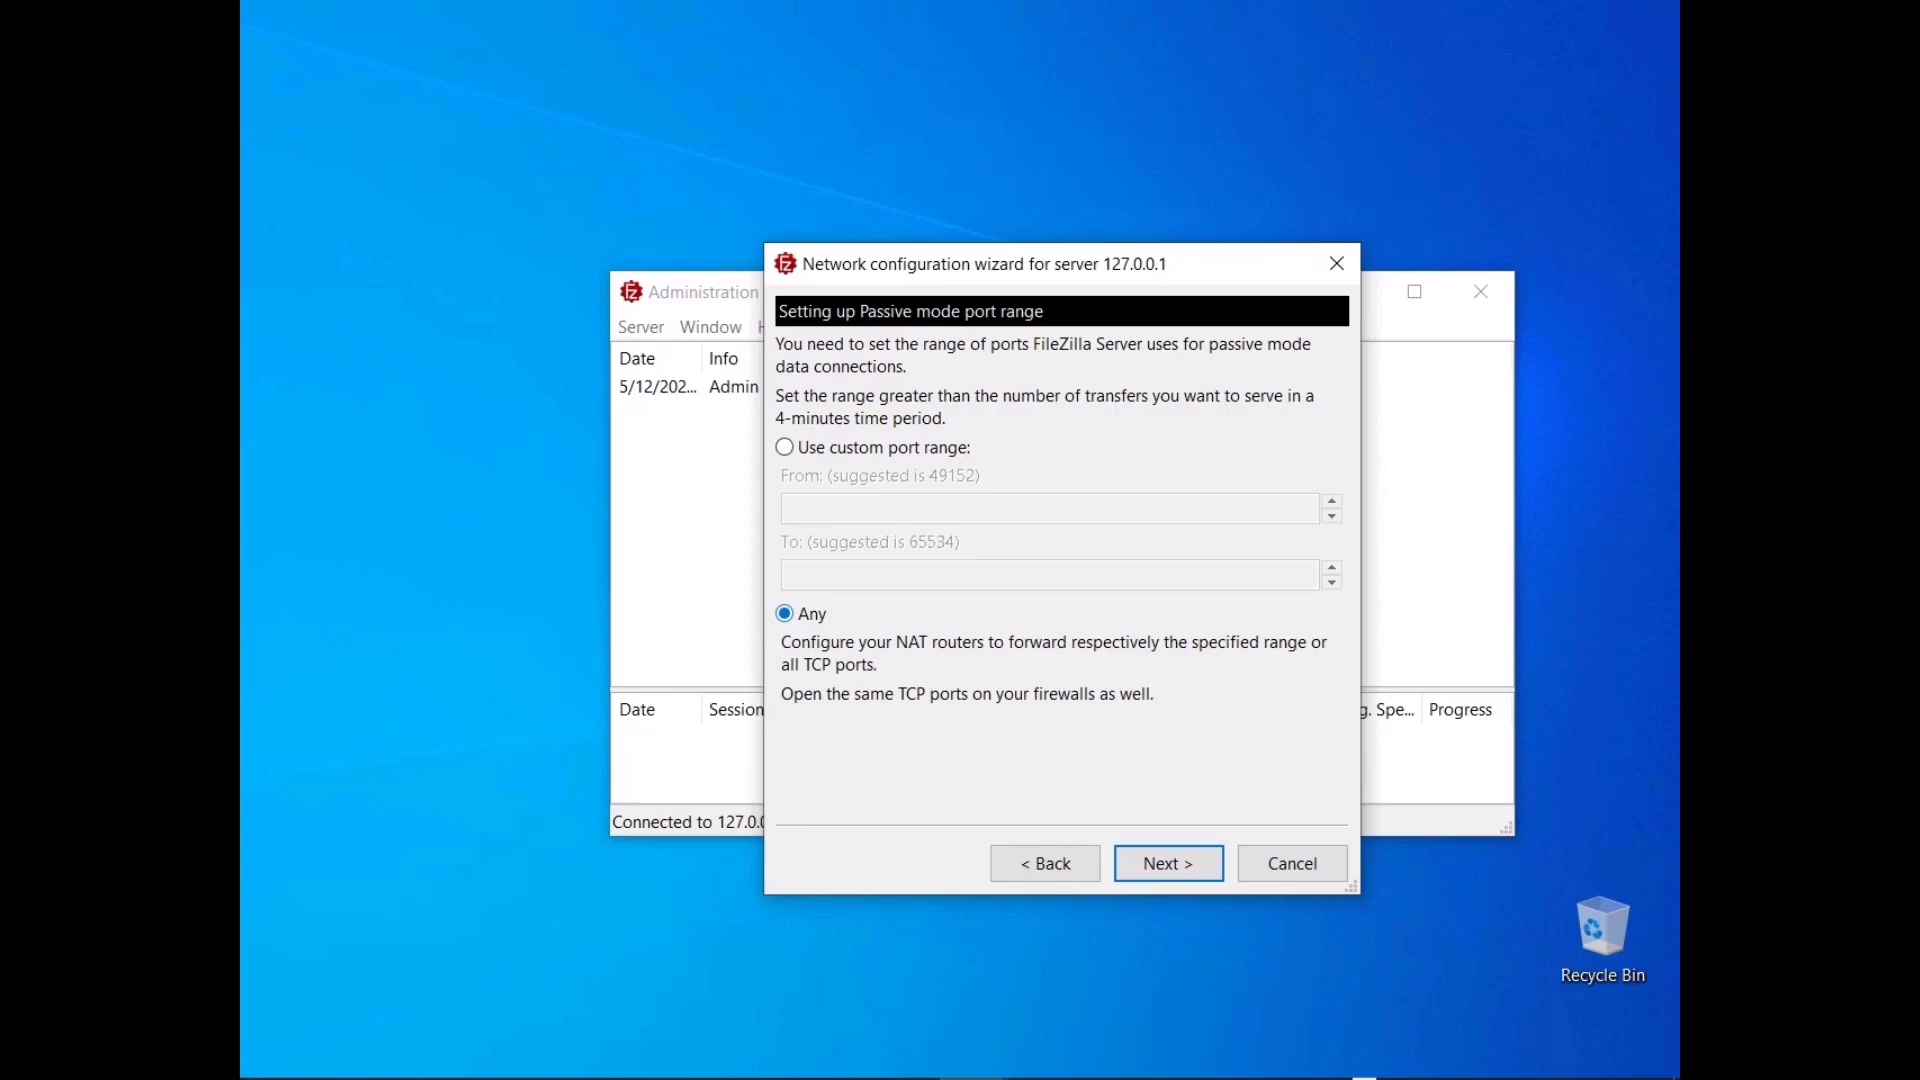 Network configuration wizard for server 127.0.0.1
Administration
Server Window
Date Info
5/12/202... Admin
Setting up Passive mode port range
You need to set the range of ports FileZilla Server uses for passive mode
data connections.
Set the range greater than the number of transfers you want to serve in a
4-minutes time period.
Use custom port range:
From: (suggested is 49152)
To: (suggested is 65534)
Any
Configure your NAT routers to forward respectively the specified range or
all TCP ports.
Open the same TCP ports on your firewalls as well.
Date Session g. Spe... Progress
Connected to 127.0.0
< Back Next > Cancel
Recycle Bin